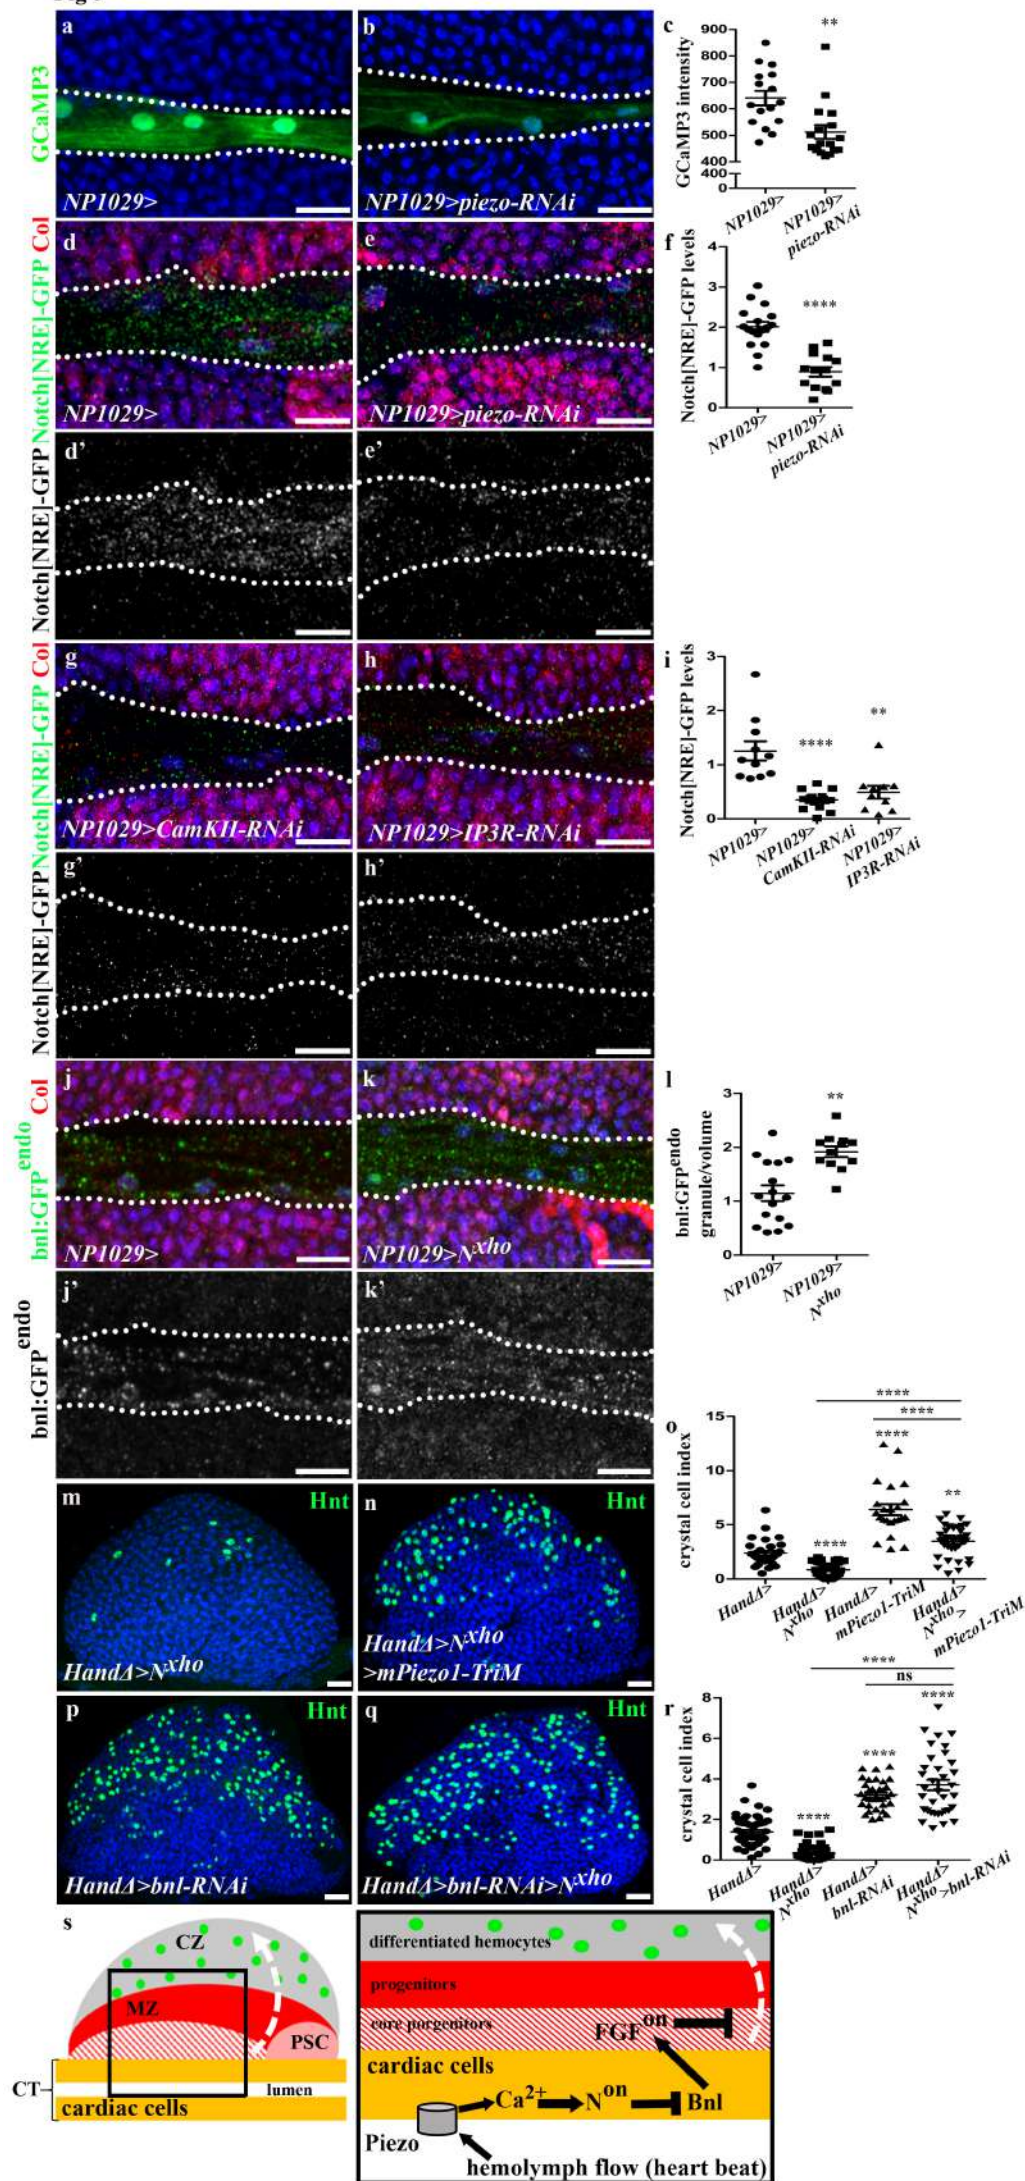 a
b
GCaMP3
NP1029>
NP1029>piezo-RNAi
c
**
GCaMP3 intensity
900
800
700
600
500
400
400
0
NP1029>
NP1029>
piezo-RNAi
Notch[NRE]-GFP Col
d
e
NP1029>
NP1029>piezo-RNAi
f
****
Notch[NRE]-GFP levels
4
3
2
1
0
NP1029>
NP1029>
piezo-RNAi
Notch[NRE]-GFP
d’
e’
Notch[NRE]-GFP Col
g
h
NP1029>CamKII-RNAi
NP1029>IP3R-RNAi
i
****
**
Notch[NRE]-GFP levels
3
2
1
0
NP1029>
NP1029>
CamKII-RNAi
NP1029>
IP3R-RNAi
Notch[NRE]-GFP
g’
h’
bnl:GFPendo Col
j
k
NP1029>
NP1029>Nxho
l
**
bnl:GFPendo
granule/volume
3
2
1
0
NP1029>
NP1029>
Nxho
bnl:GFPendo
j’
k’
m
Hnt
HandΔ>Nxho
n
Hnt
HandΔ>Nxho
>mPiezo1-TriM
o
****
****
****
****
**
crystal cell index
15
10
5
0
HandΔ>
HandΔ>
Nxho
HandΔ>
mPiezo1-TriM
HandΔ>
Nxho>
mPiezo1-TriM
p
Hnt
HandΔ>bnl-RNAi
q
Hnt
HandΔ>bnl-RNAi>Nxho
r
****
ns
****
****
****
crystal cell index
8
6
4
2
0
HandΔ>
HandΔ>
Nxho
HandΔ>
bnl-RNAi
HandΔ>
Nxho>bnl-RNAi
s
CZ
MZ
PSC
CT
lumen
cardiac cells
differentiated hemocytes
progenitors
core porgenitors
FGFon
cardiac cells
Ca2+
Non
Bnl
Piezo
hemolymph flow (heart beat)